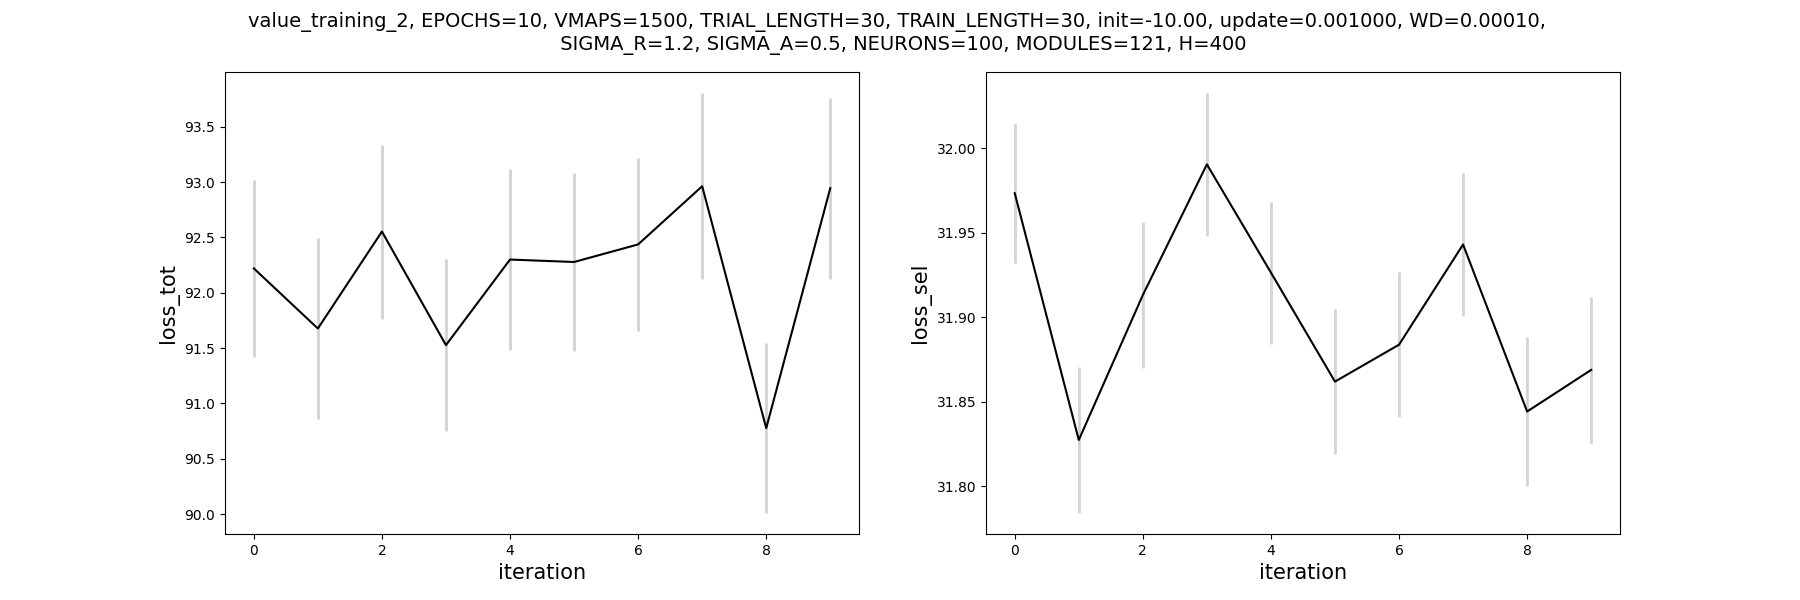 value_training_2, EPOCHS=10, VMAPS=1500, TRIAL_LENGTH=30, TRAIN_LENGTH=30, init=-10.00, update=0.001000, WD=0.00010,
SIGMA_R=1.2, SIGMA_A=0.5, NEURONS=100, MODULES=121, H=400
loss_tot
93.5
93.0
92.5
92.0
91.5
91.0
90.5
90.0
0 2 4 6 8
iteration
loss_sel
32.00
31.95
31.90
31.85
31.80
0 2 4 6 8
iteration